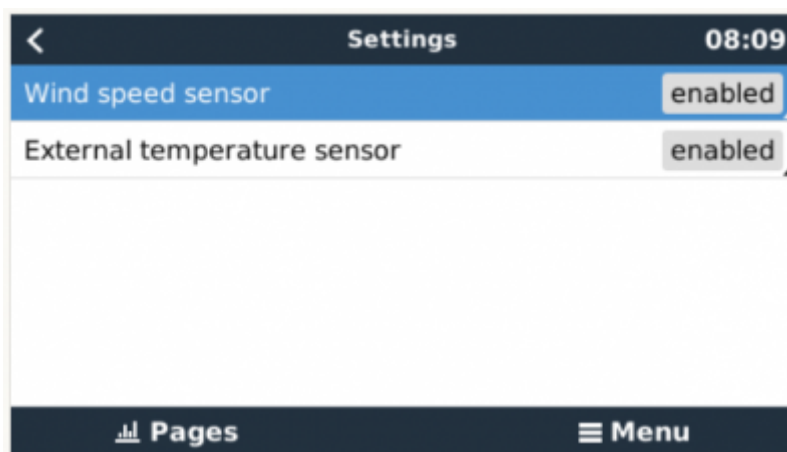 Settings 08:09
Wind speed sensor enabled
External temperature sensor enabled
Pages Menu